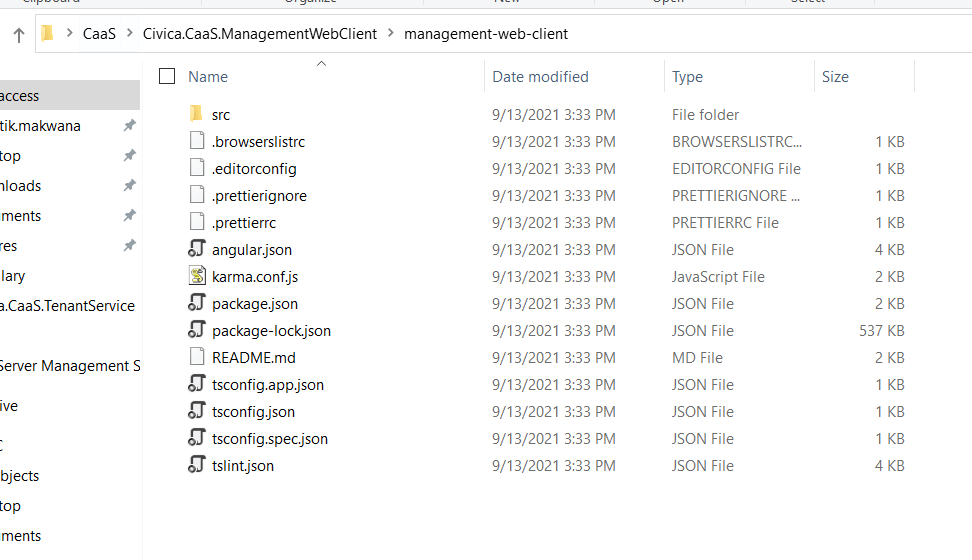 Clipboard Organize New Open Select
CaaS > Civica.CaaS.ManagementWebClient > management-web-client
Name Date modified Type Size
access
tik.makwana
top
nloads
uments
res
lary
a.CaaS.TenantService
Server Management S
ive
C
bjects
top
uments
src 9/13/2021 3:33 PM File folder
.browserslistrc 9/13/2021 3:33 PM BROWSERSLISTRC... 1 KB
.editorconfig 9/13/2021 3:33 PM EDITORCONFIG File 1 KB
.prettierignore 9/13/2021 3:33 PM PRETTIERIGNORE ... 1 KB
.prettierrc 9/13/2021 3:33 PM PRETTIERRC File 1 KB
angular.json 9/13/2021 3:33 PM JSON File 4 KB
karma.conf.js 9/13/2021 3:33 PM JavaScript File 2 KB
package.json 9/13/2021 3:33 PM JSON File 2 KB
package-lock.json 9/13/2021 3:33 PM JSON File 537 KB
README.md 9/13/2021 3:33 PM MD File 2 KB
tsconfig.app.json 9/13/2021 3:33 PM JSON File 1 KB
tsconfig.json 9/13/2021 3:33 PM JSON File 1 KB
tsconfig.spec.json 9/13/2021 3:33 PM JSON File 1 KB
tslint.json 9/13/2021 3:33 PM JSON File 4 KB